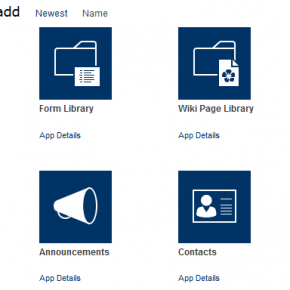 add Newest Name
Form Library Wiki Page Library
App Details App Details
Announcements Contacts
App Details App Details